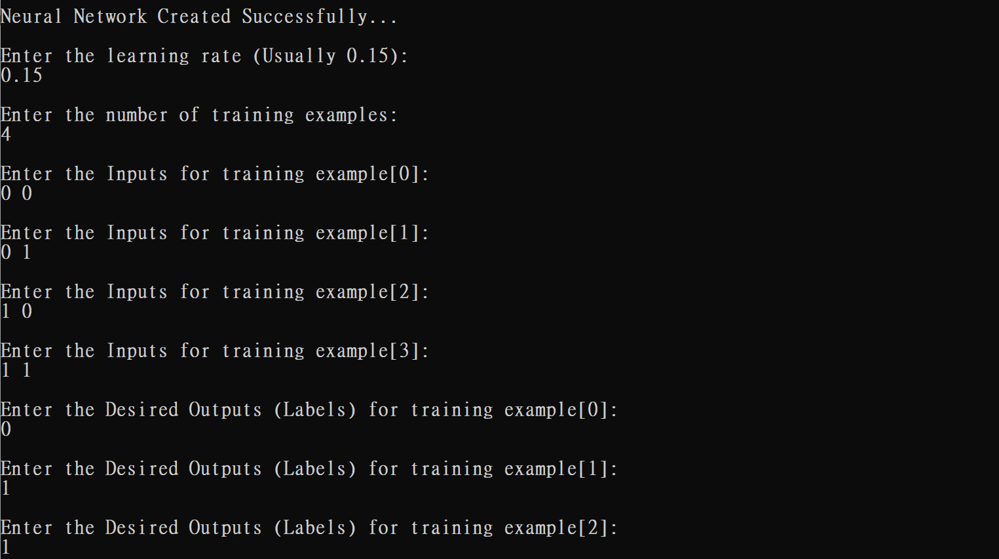 Neural Network Created Successfully...
Enter the learning rate (Usually 0.15):
0.15
Enter the number of training examples:
4
Enter the Inputs for training example[0]:
0 0
Enter the Inputs for training example[1]:
0 1
Enter the Inputs for training example[2]:
1 0
Enter the Inputs for training example[3]:
1 1
Enter the Desired Outputs (Labels) for training example[0]:
0
Enter the Desired Outputs (Labels) for training example[1]:
1
Enter the Desired Outputs (Labels) for training example[2]:
1